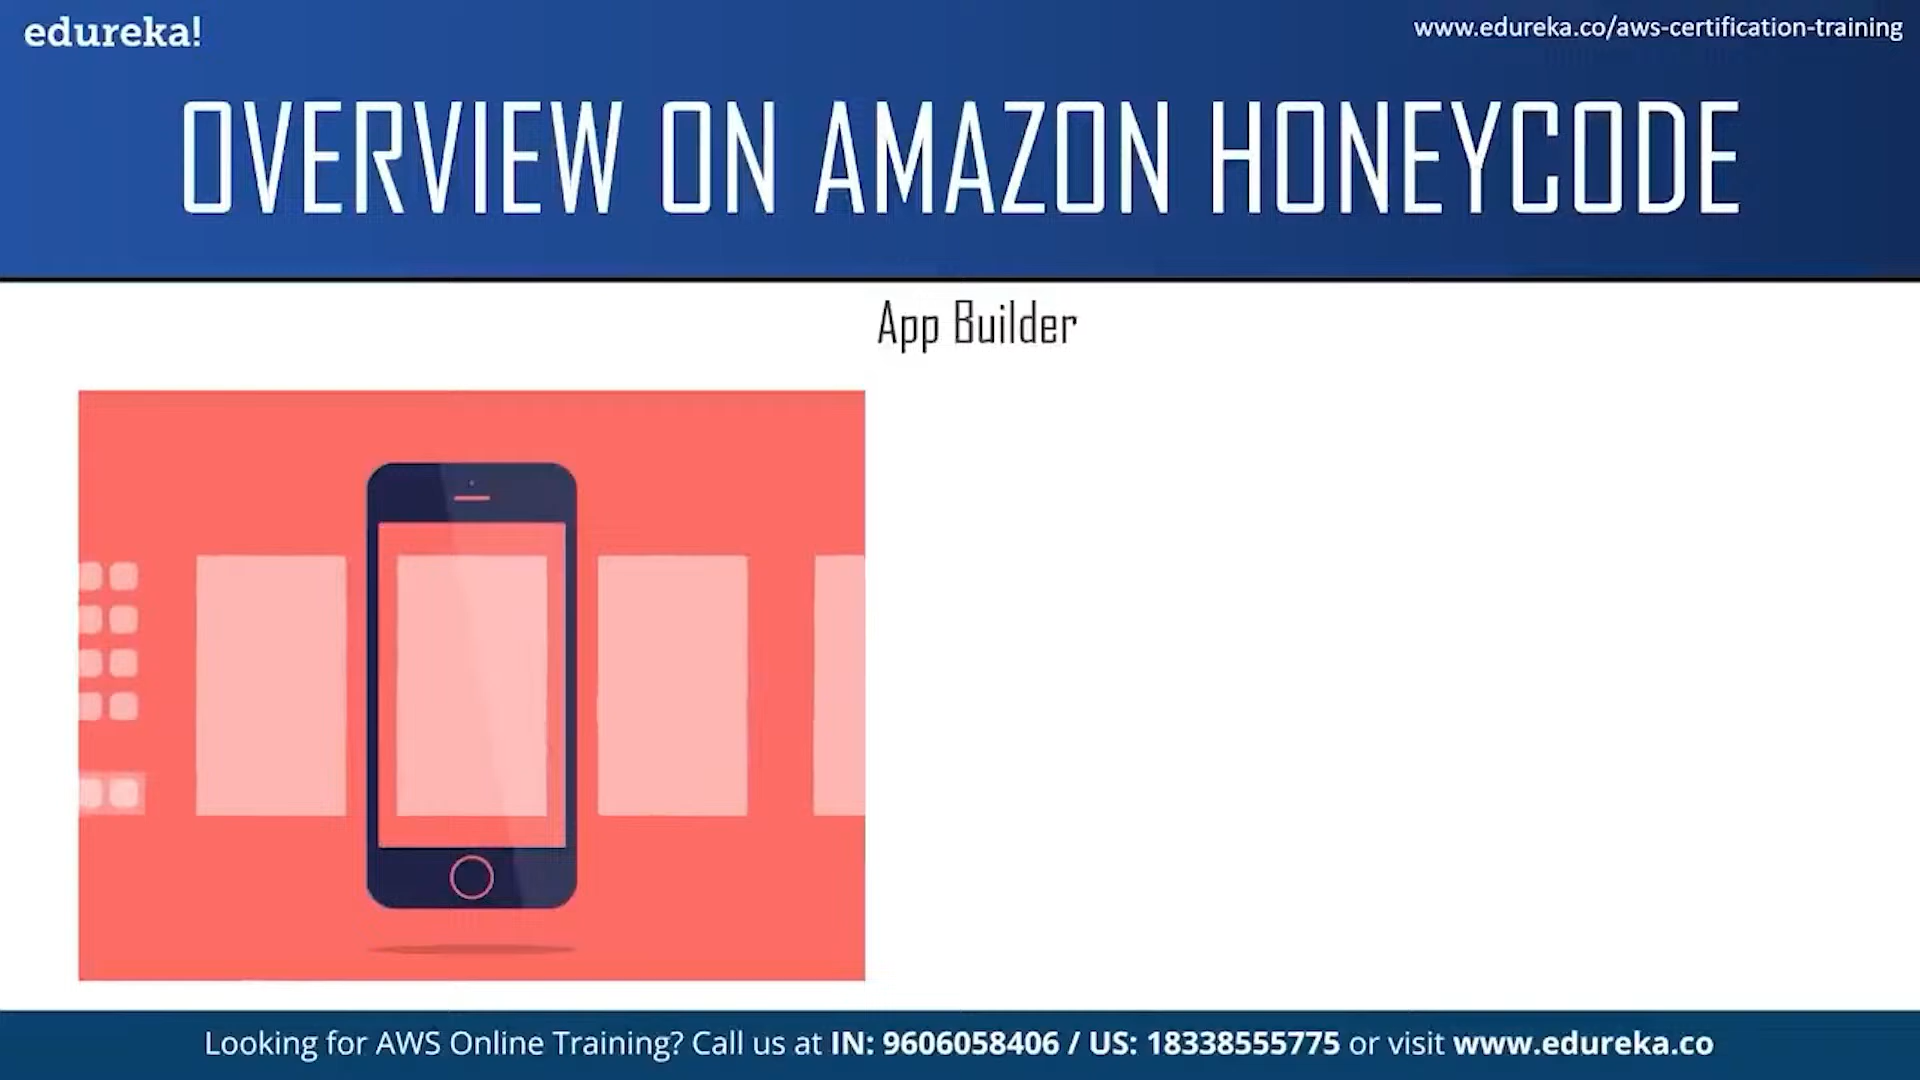 edureka!
www.edureka.co/aws-certification-training
OVERVIEW ON AMAZON HONEYCODE
App Builder
Looking for AWS Online Training? Call us at IN: 9606058406 / US: 18338555775 or visit www.edureka.co